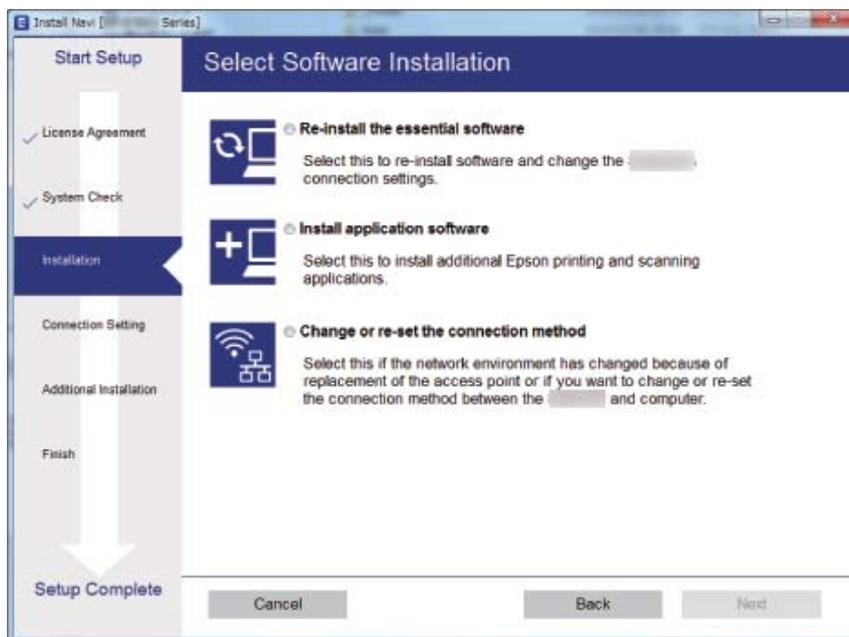 E Install Navi [ Series]
Start Setup
Select Software Installation
License Agreement
System Check
Installation
Connection Setting
Additional Installation
Finish
Setup Complete
Re-install the essential software
Select this to re-install software and change the
connection settings.
Install application software
Select this to install additional Epson printing and scanning
applications.
Change or re-set the connection method
Select this if the network environment has changed because of
replacement of the access point or if you want to change or re-set
the connection method between the and computer.
Cancel
Back
Next